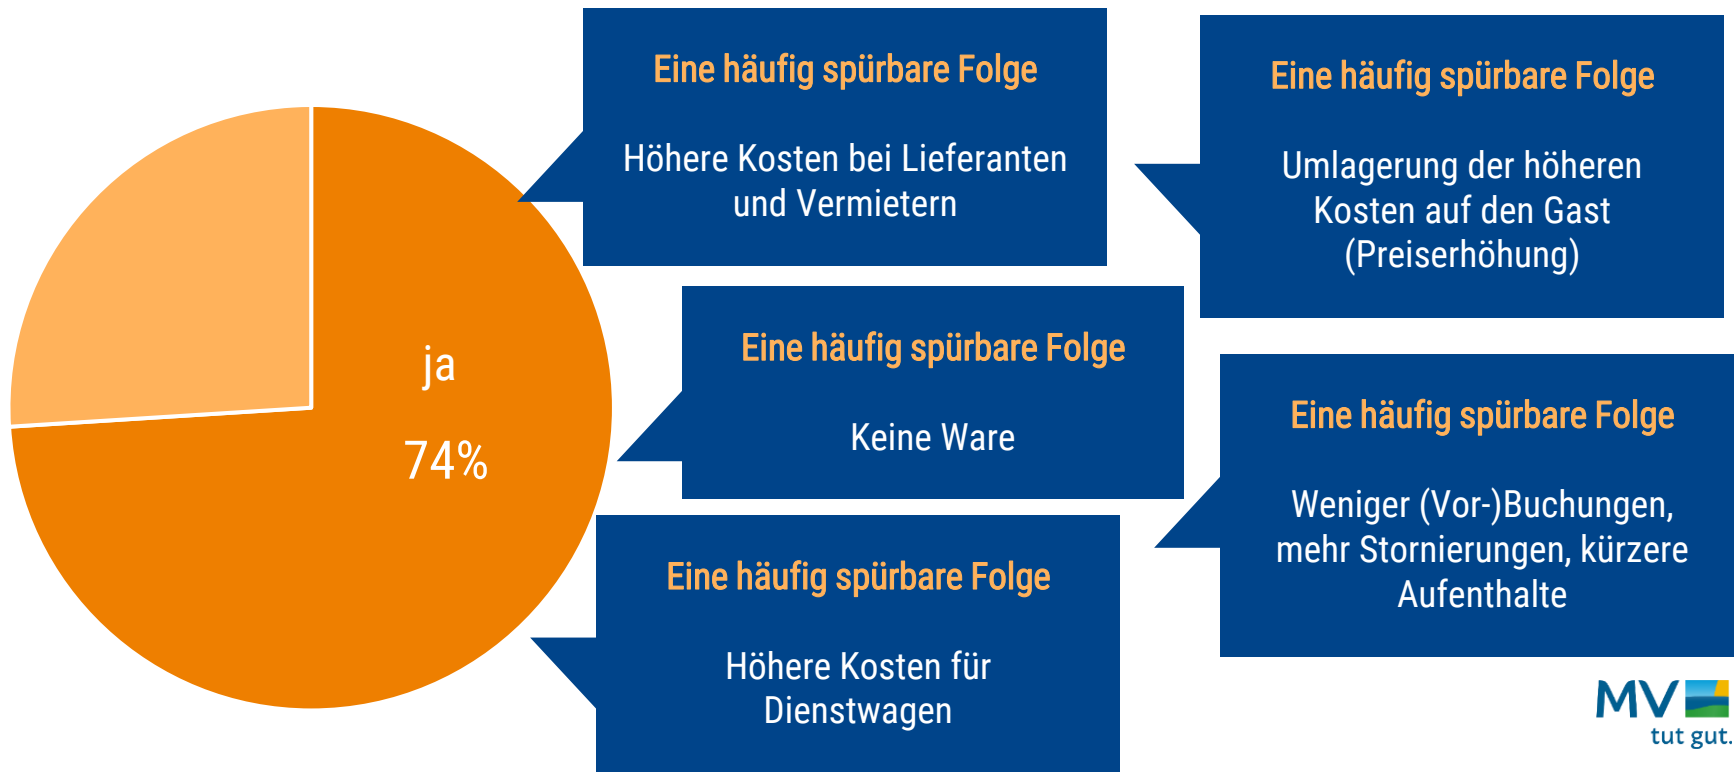 ja
74%
Eine häufig spürbare Folge
Höhere Kosten bei Lieferanten
und Vermietern
Eine häufig spürbare Folge
Umlagerung der höheren
Kosten auf den Gast
(Preiserhöhung)
Eine häufig spürbare Folge
Keine Ware
Eine häufig spürbare Folge
Weniger (Vor-)Buchungen,
mehr Stornierungen, kürzere
Aufenthalte
Eine häufig spürbare Folge
Höhere Kosten für
Dienstwagen
MV
tut gut.